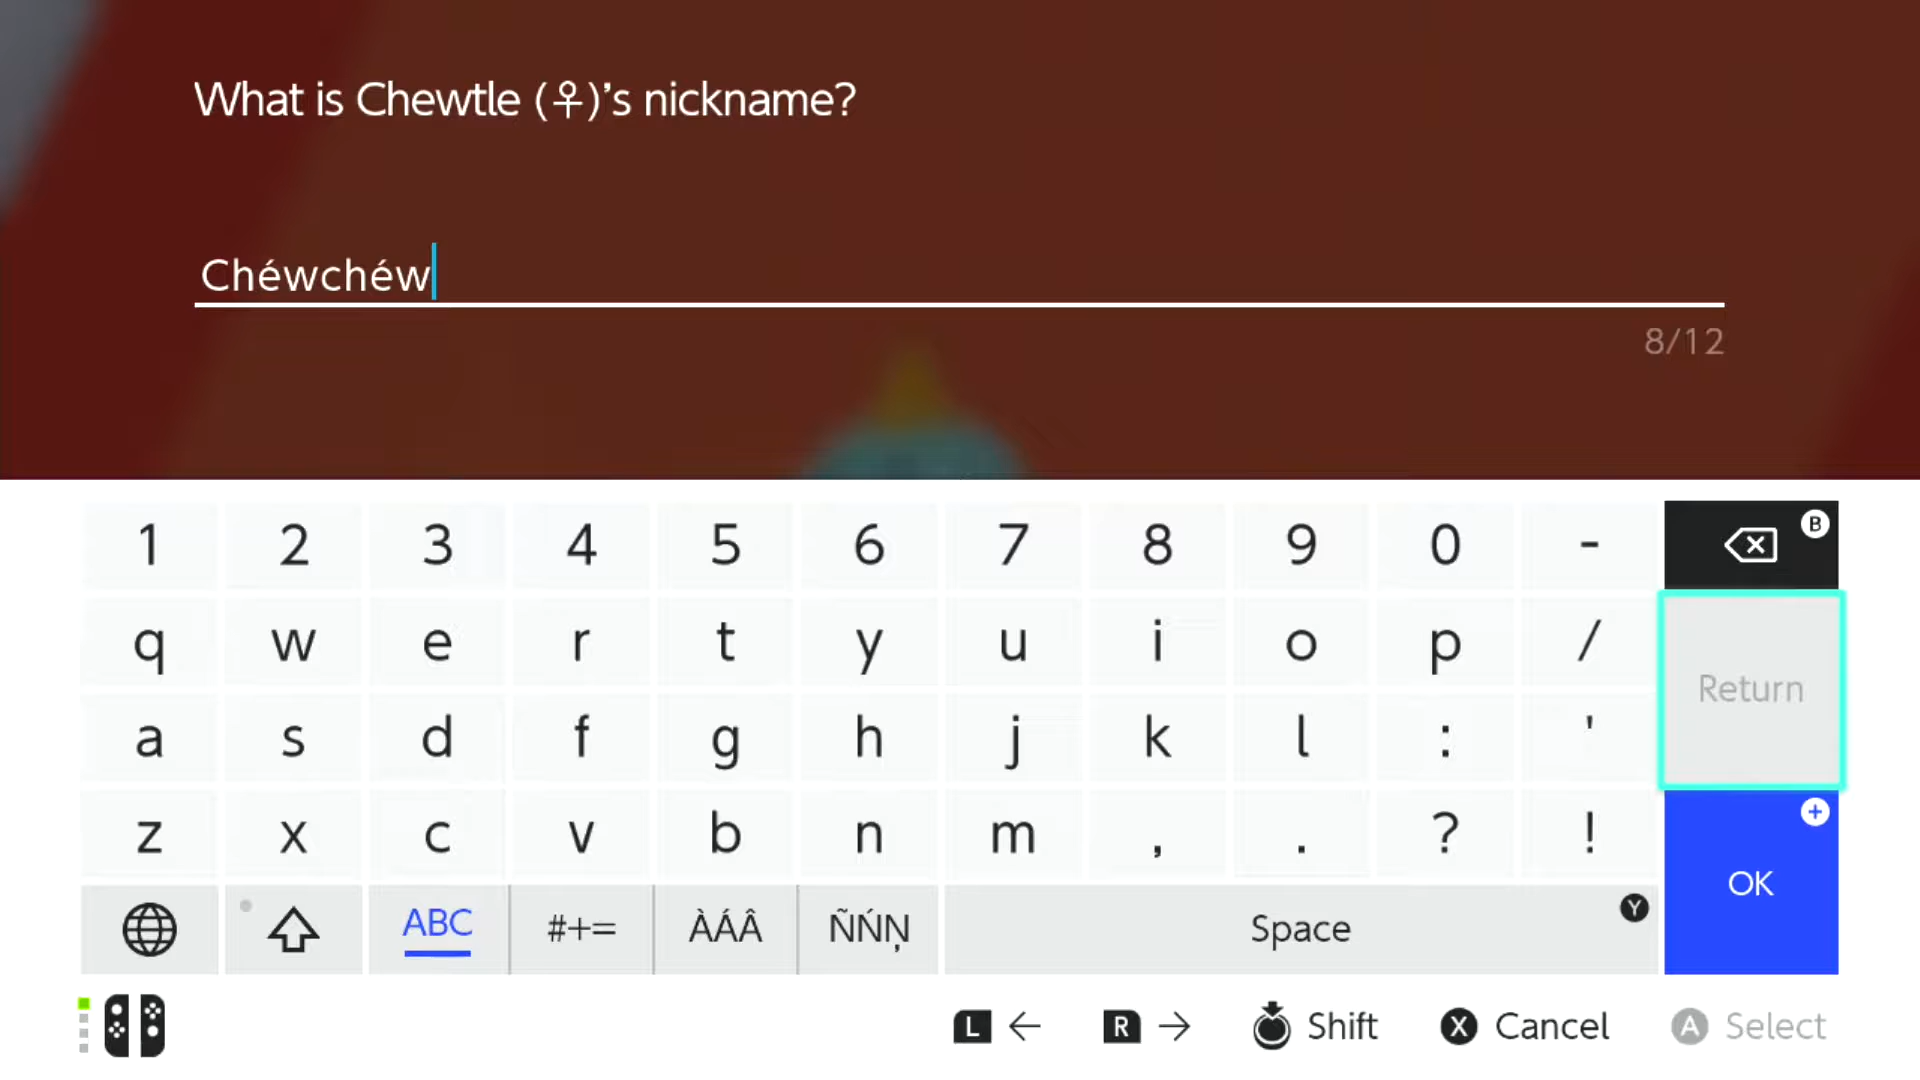 What is Chewtle (♀)’s nickname?
Chéwchéw
8/12
1 2 3 4 5 6 7 8 9 0 - B
q w e r t y u i o p / Return
a s d f g h j k l : '
z x c v b n m , . ? ! +
ABC #+= ÀÁÂ ÑŃŅ Space Y OK
L ← R → Shift X Cancel A Select